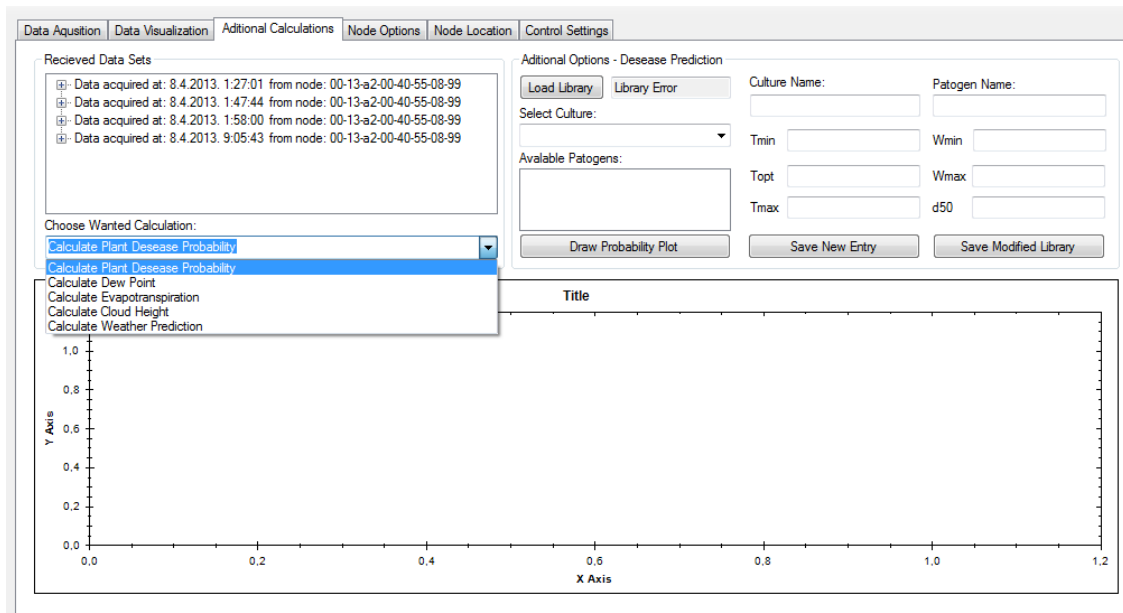 Data Aqusition Data Visualization Aditional Calculations Node Options Node Location Control Settings
Recieved Data Sets
Data acquired at: 8.4.2013. 1:27:01 from node: 00-13-a2-00-40-55-08-99
Data acquired at: 8.4.2013. 1:47:44 from node: 00-13-a2-00-40-55-08-99
Data acquired at: 8.4.2013. 1:58:00 from node: 00-13-a2-00-40-55-08-99
Data acquired at: 8.4.2013. 9:05:43 from node: 00-13-a2-00-40-55-08-99
Choose Wanted Calculation:
Calculate Plant Desease Probability
Calculate Plant Desease Probability
Calculate Dew Point
Calculate Evapotranspiration
Calculate Cloud Height
Calculate Weather Prediction
Aditional Options - Desease Prediction
Load Library Library Error
Select Culture:
Avalable Patogens:
Draw Probability Plot
Culture Name: Patogen Name:
Tmin Wmin
Topt Wmax
Tmax d50
Save New Entry Save Modified Library
Title
Y Axis
1,0
0,8
0,6
0,4
0,2
0,0
0,0 0,2 0,4 0,6 0,8 1,0 1,2
X Axis